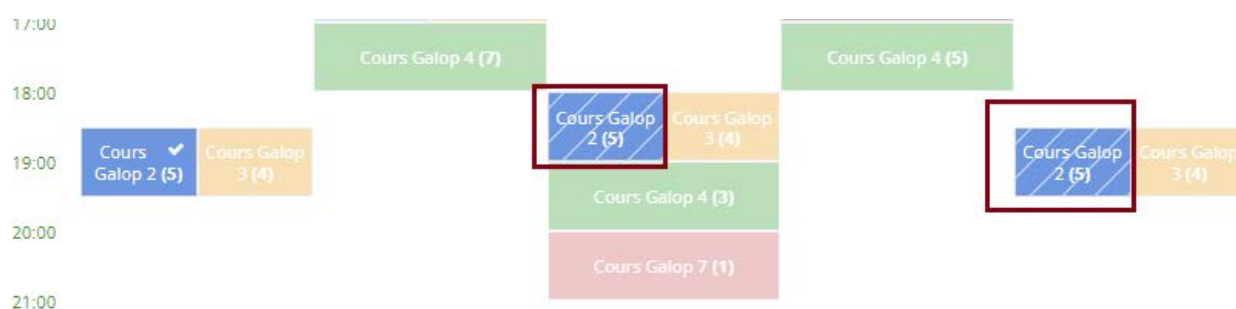 17:00
Cours Galop 4 (7)
Cours Galop 4 (5)
18:00
Cours Galop
2 (5)
Cours Galop
3 (4)
Cours
Galop 2 (5)
Cours Galop
3 (4)
19:00
Cours Galop
2 (5)
Cours Galop
3 (4)
Cours Galop 4 (3)
20:00
Cours Galop 7 (1)
21:00